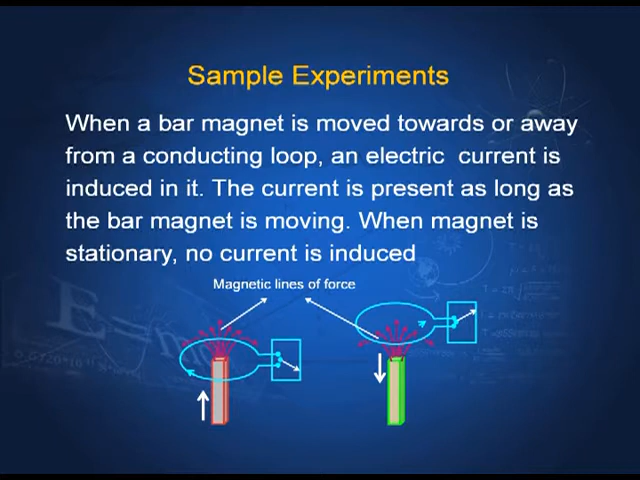 Sample Experiments
When a bar magnet is moved towards or away
from a conducting loop, an electric current is
induced in it. The current is present as long as
the bar magnet is moving. When magnet is
stationary, no current is induced
Magnetic lines of force